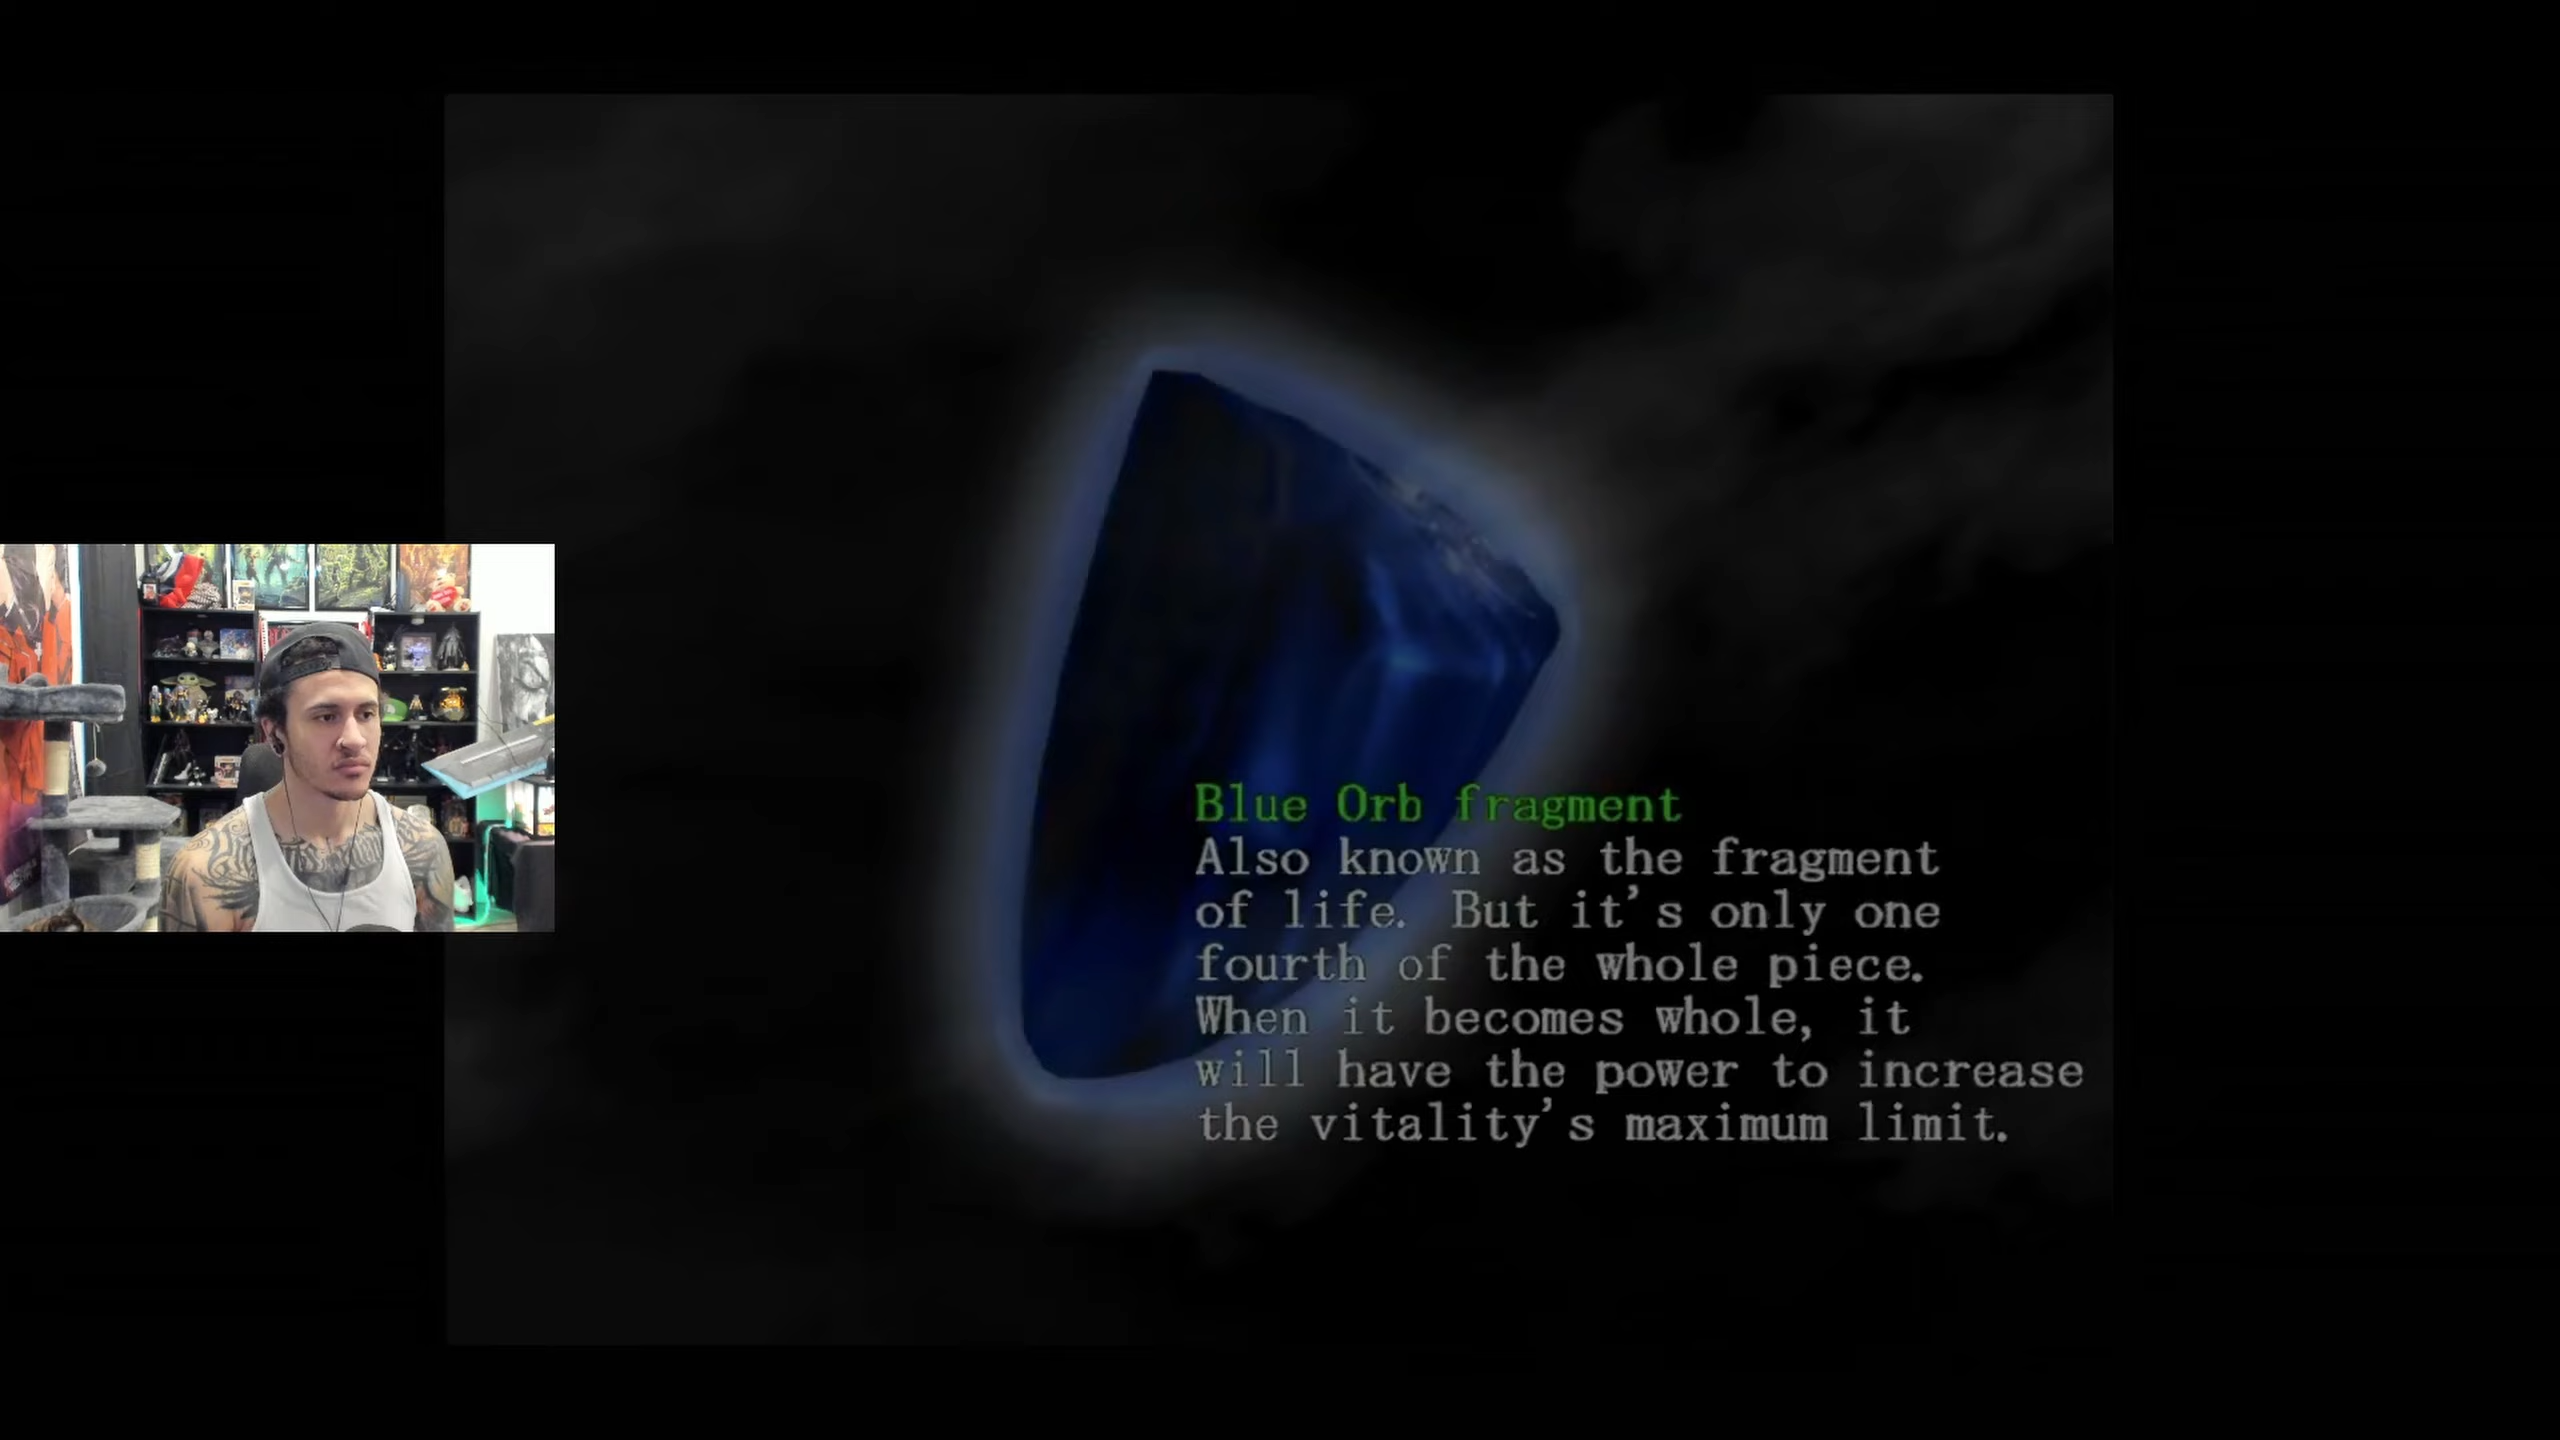 Blue Orb fragment
Also known as the fragment
of life. But it's only one
fourth of the whole piece.
When it becomes whole, it
will have the power to increase
the vitality's maximum limit.